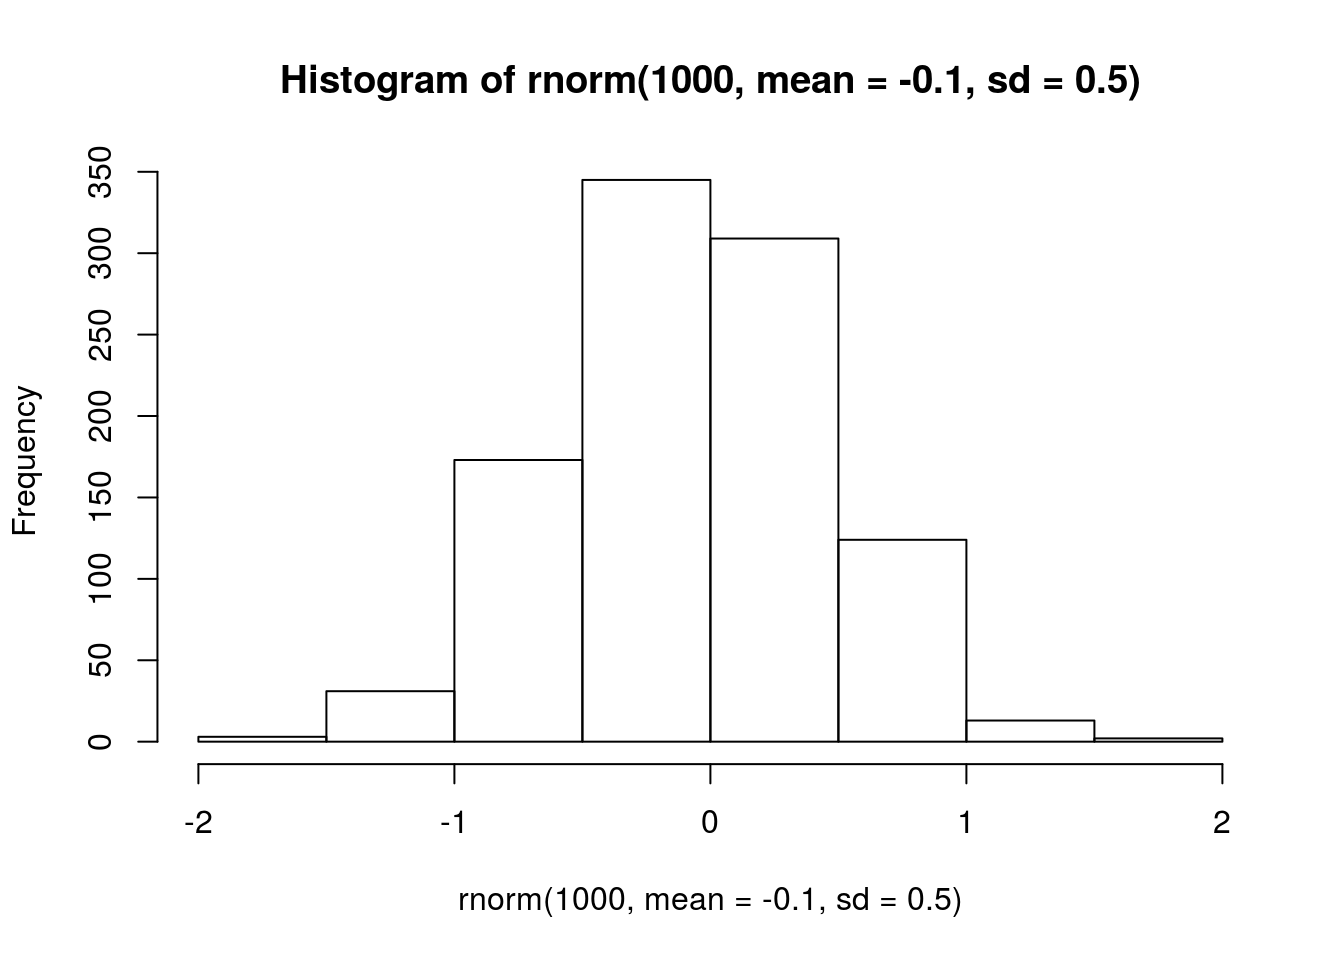 Histogram of rnorm(1000, mean = -0.1, sd = 0.5)
Frequency
350
300
250
200
150
100
50
0
-2 -1 0 1 2
rnorm(1000, mean = -0.1, sd = 0.5)